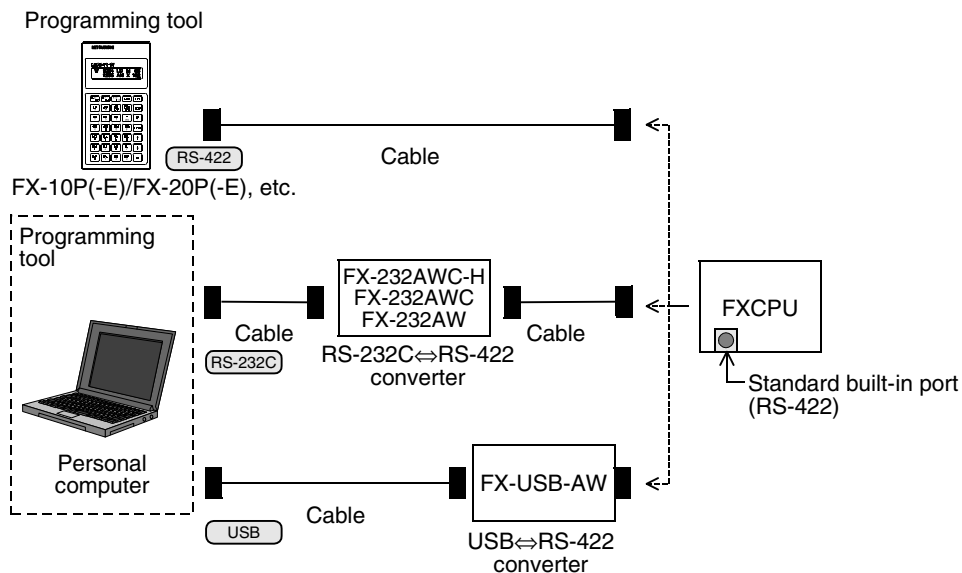 Programming tool
RS-422
Cable
FX-10P(-E)/FX-20P(-E), etc.
Programming
tool
Personal
computer
Cable
RS-232C
FX-232AWC-H
FX-232AWC
FX-232AW
RS-232C⇔RS-422
converter
Cable
FXCPU
Standard built-in port
(RS-422)
USB
Cable
FX-USB-AW
USB⇔RS-422
converter